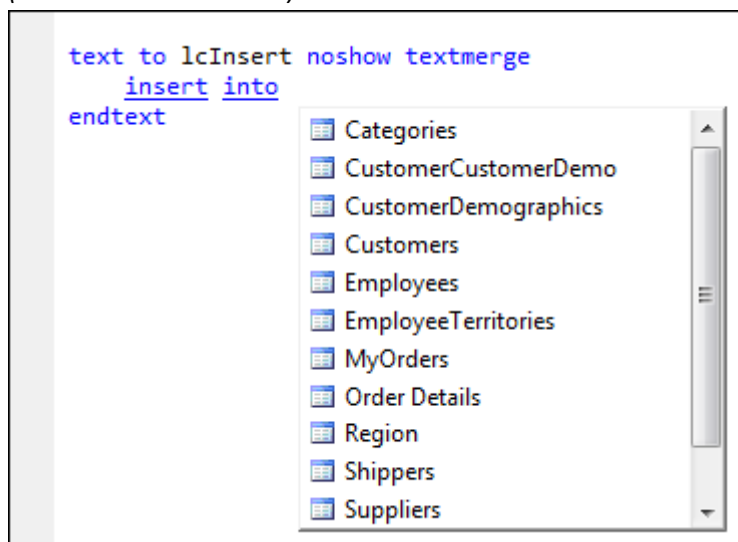 text to lcInsert noshow textmerge
insert into
endtext
Categories
CustomerCustomerDemo
CustomerDemographics
Customers
Employees
EmployeeTerritories
MyOrders
Order Details
Region
Shippers
Suppliers